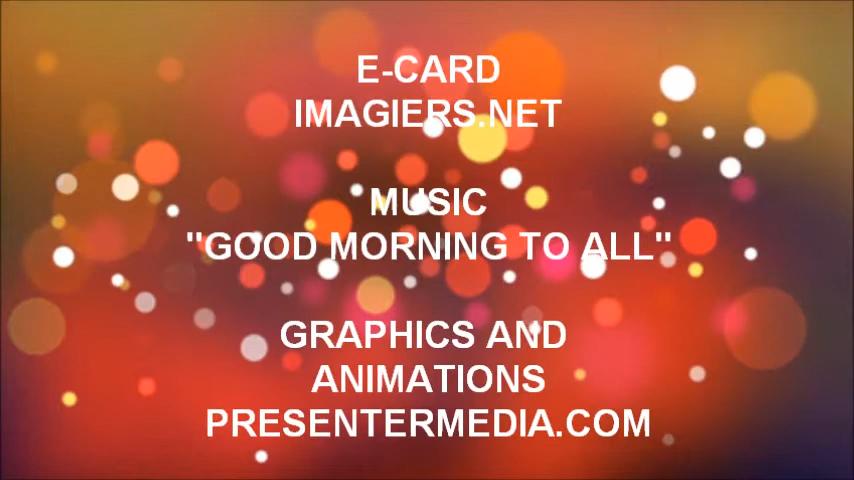 E-CARD
IMAGIERS.NET
MUSIC
"GOOD MORNING TO ALL"
GRAPHICS AND
ANIMATIONS
PRESENTERMEDIA.COM